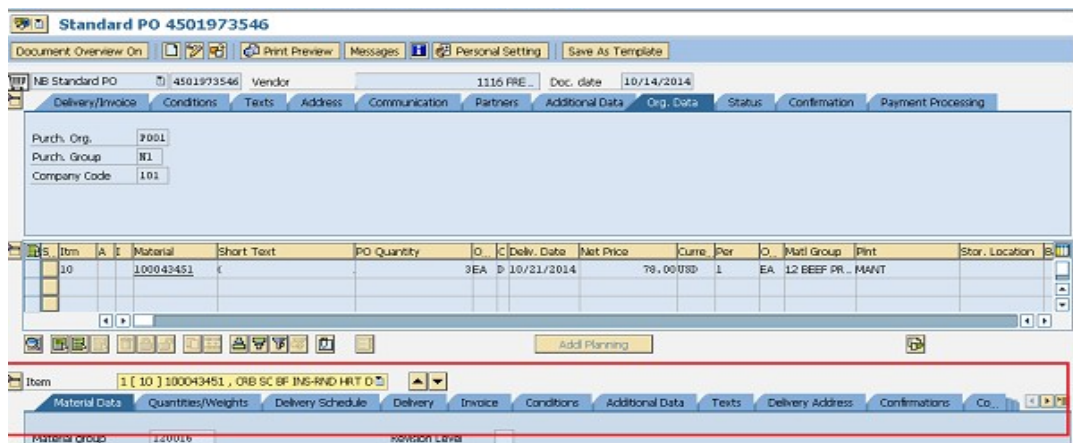 Standard PO 4501973546
Document Overview On Print Preview Messages Personal Setting Save As Template
NB Standard PO 4501973546 Vendor 1116 FRE... Doc. date 10/14/2014
Delivery/Invoice Conditions Texts Address Communication Partners Additional Data Org. Data Status Confirmation Payment Processing
Purch. Org. P001
Purch. Group N1
Company Code 101
S.. Itm A I Material Short Text PO Quantity O... C Deliv. Date Net Price Curre... Per O... Matl Group Plnt Stor. Location B
10 100043451 3 EA D 10/21/2014 78.00 USD 1 EA 12 BEEF PR... MANT
Addl Planning
Item 1 [ 10 ] 100043451 , CRB SC BF INS-RND HRT D
Material Data Quantities/Weights Delivery Schedule Delivery Invoice Conditions Additional Data Texts Delivery Address Confirmations Co...
Material Group 120016 Revision Level